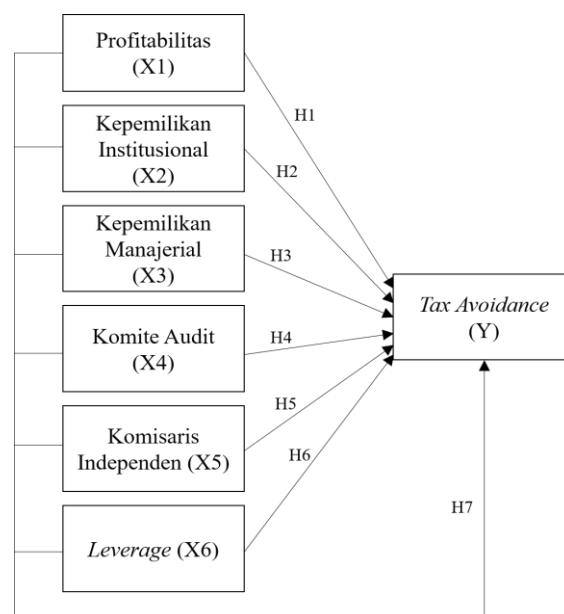 Profitabilitas
(X1)
H1
Kepemilikan
Institusional
(X2)
H2
Kepemilikan
Manajerial
(X3)
H3
Tax Avoidance
(Y)
Komite Audit
(X4)
H4
Komisaris
Independen (X5)
H5
H6
Leverage (X6)
H7